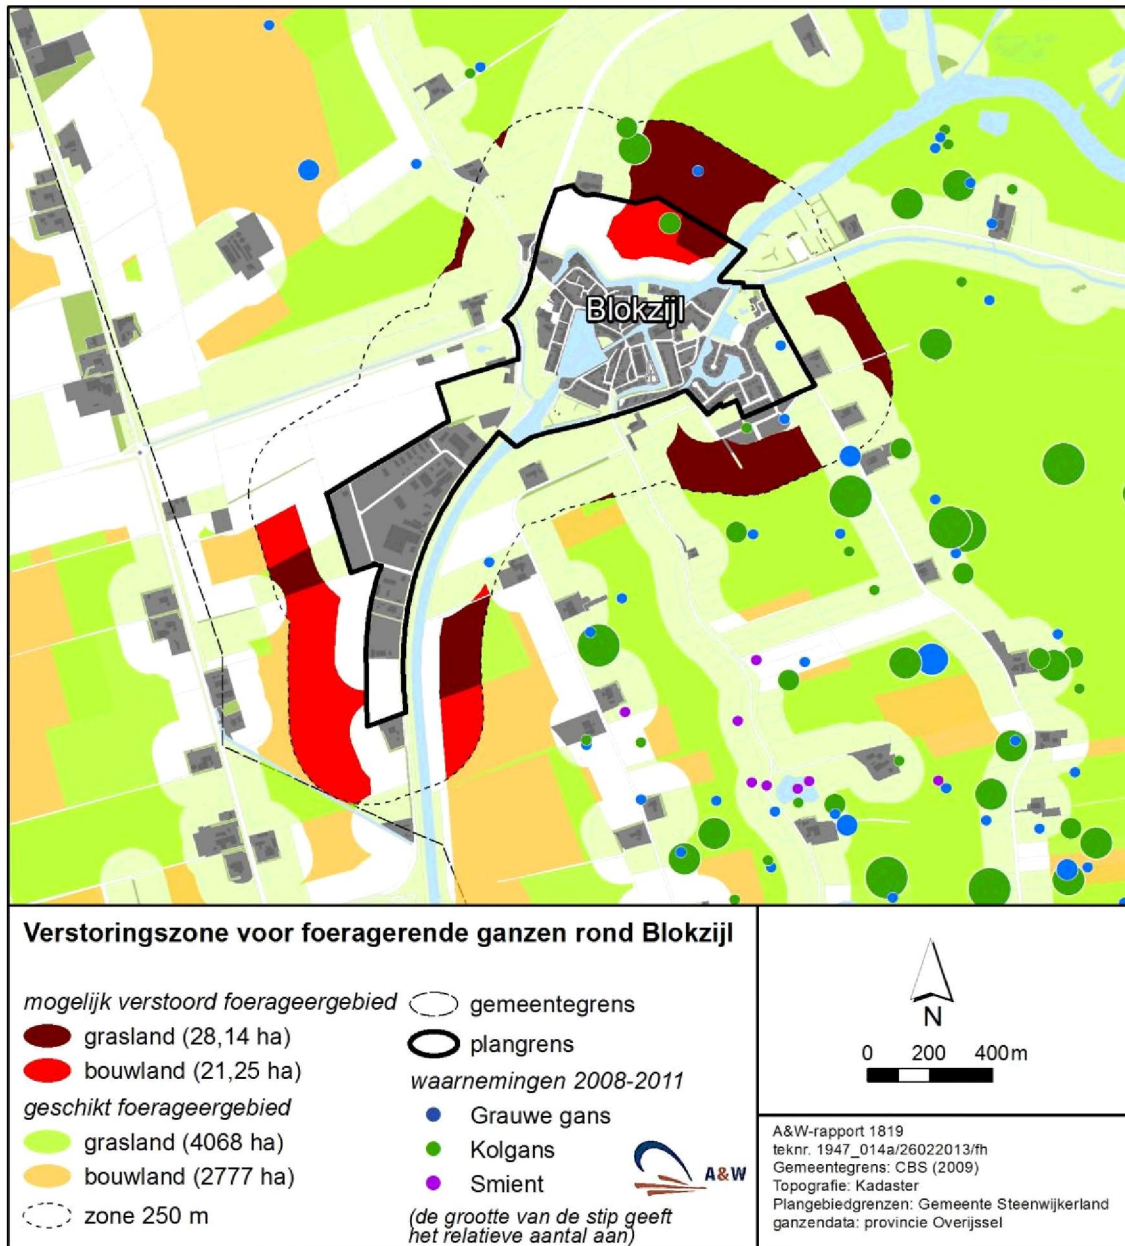 Blokzijl
Verstoringszone voor foeragerende ganzen rond Blokzijl
mogelijk verstoord foerageergebied
grasland (28,14 ha)
bouwland (21,25 ha)
geschikt foerageergebied
grasland (4068 ha)
bouwland (2777 ha)
zone 250 m
gemeentegrens
plangrens
waarnemingen 2008-2011
Grauwe gans
Kolgans
Smient
(de grootte van de stip geeft
het relatieve aantal aan)
A&W
N
0 200 400m
A&W-rapport 1819
teknr. 1947_014a/26022013/fh
Gemeentegrens: CBS (2009)
Topografie: Kadaster
Plangebiedgrenzen: Gemeente Steenwijkerland
ganzendata: provincie Overijssel